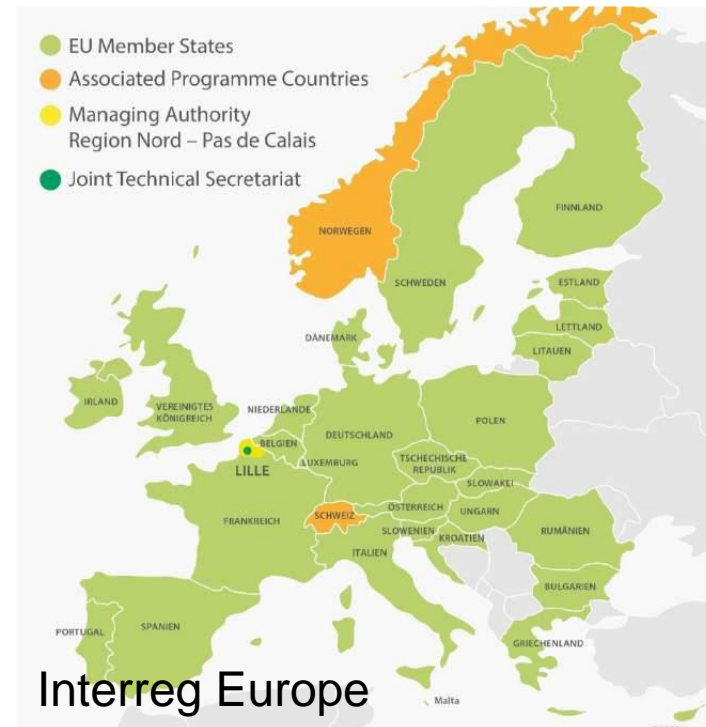 EU Member States
Associated Programme Countries
Managing Authority
Region Nord – Pas de Calais
Joint Technical Secretariat
FINNLAND
NORWEGEN
SCHWEDEN
ESTLAND
LETTLAND
DÄNEMARK
LITAUEN
IRLAND
VEREINIGTES
KÖNIGREICH
NIEDERLANDE
POLEN
DEUTSCHLAND
BELGIEN
TSCHECHISCHE
REPUBLIK
LUXEMBURG
LILLE
SLOWAKEI
ÖSTERREICH
UNGARN
SCHWEIZ
FRANKREICH
SLOWENIEN
KROATIEN
RUMÄNIEN
ITALIEN
BULGARIEN
PORTUGAL
SPANIEN
GRIECHENLAND
Interreg Europe
Malta